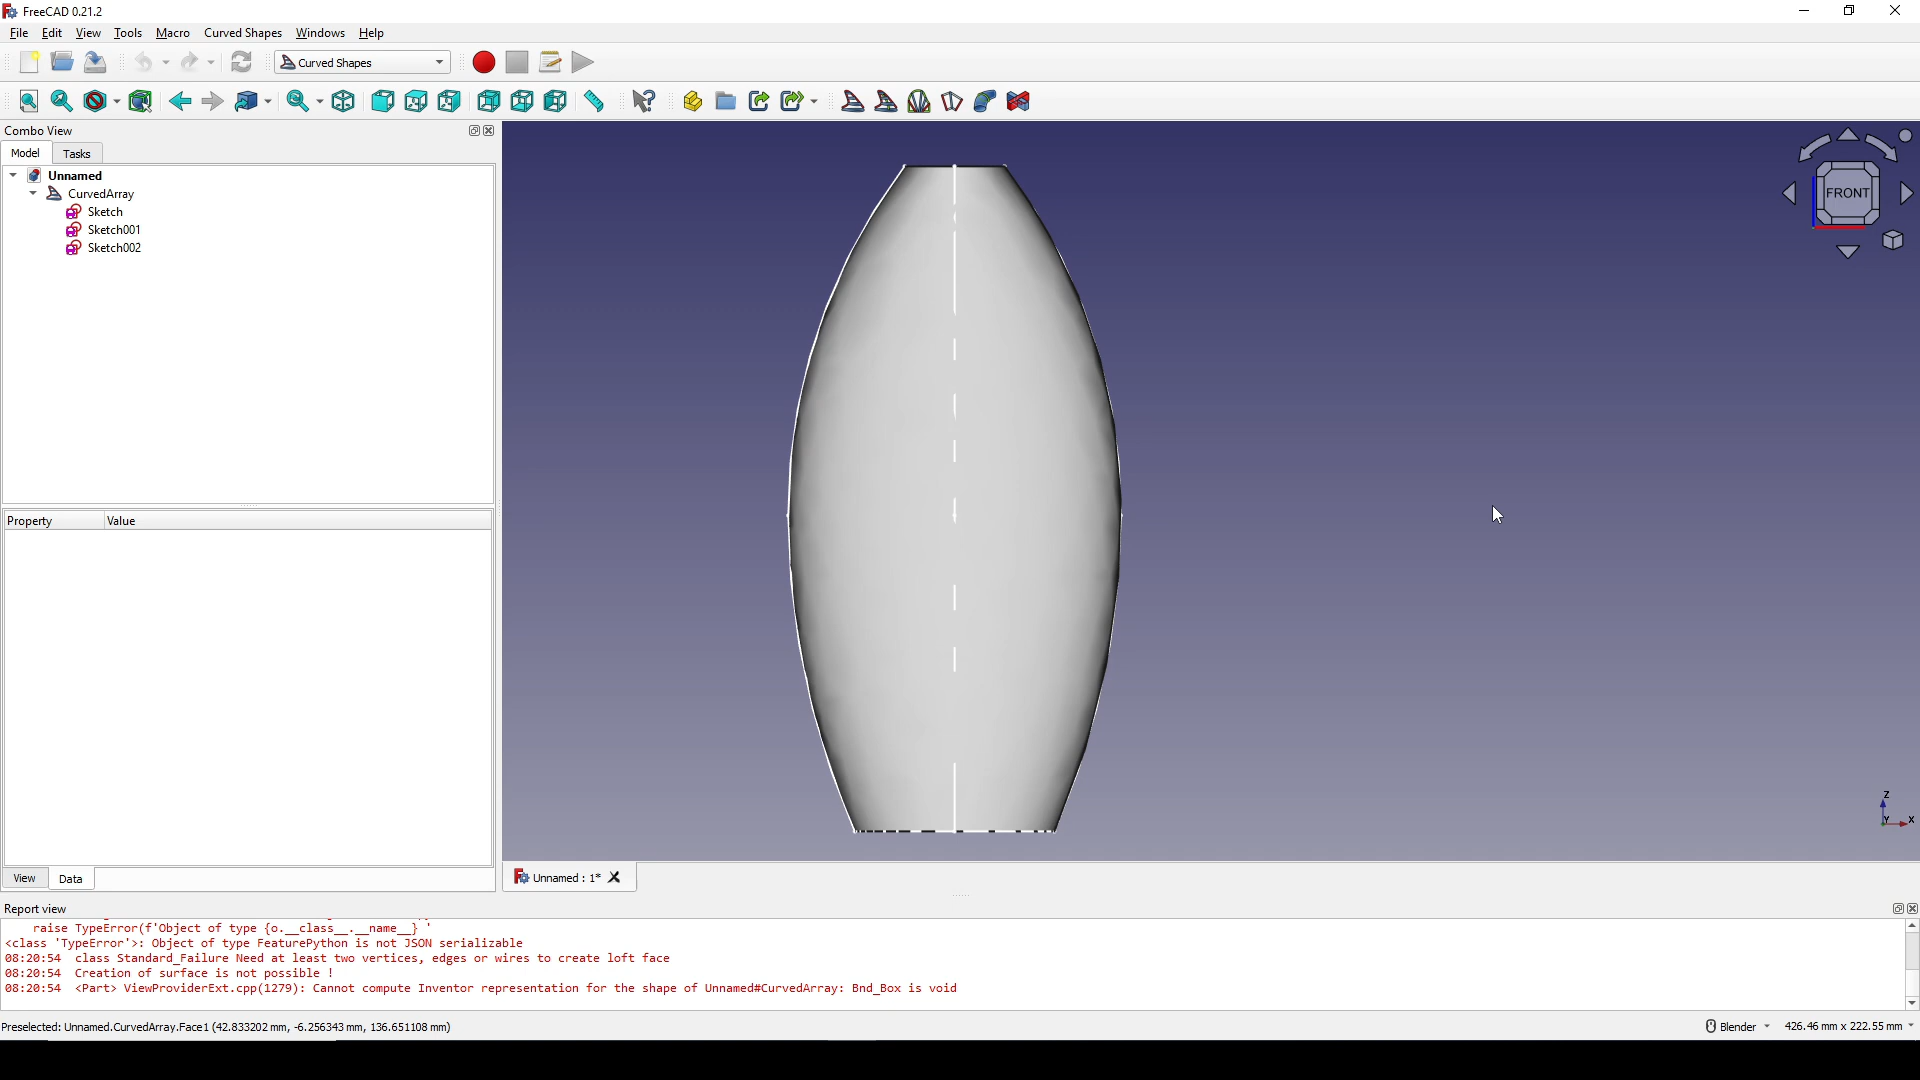 FreeCAD 0.21.2
File Edit View Tools Macro Curved Shapes Windows Help
Curved Shapes
Combo View
Model Tasks
Unnamed
CurvedArray
Sketch
Sketch001
Sketch002
FRONT
Property Value
Z
Y X
View Data
Unnamed : 1*
Report view
raise TypeError(f'Object of type {o.__class__.__name__} '
<class 'TypeError'>: Object of type FeaturePython is not JSON serializable
08:20:54 class Standard_Failure Need at least two vertices, edges or wires to create loft face
08:20:54 Creation of surface is not possible !
08:20:54 <Part> ViewProviderExt.cpp(1279): Cannot compute Inventor representation for the shape of Unnamed#CurvedArray: Bnd_Box is void
Preselected: Unnamed.CurvedArray.Face1 (42.833202 mm, -6.256343 mm, 136.651108 mm)
Blender 426.46 mm x 222.55 mm